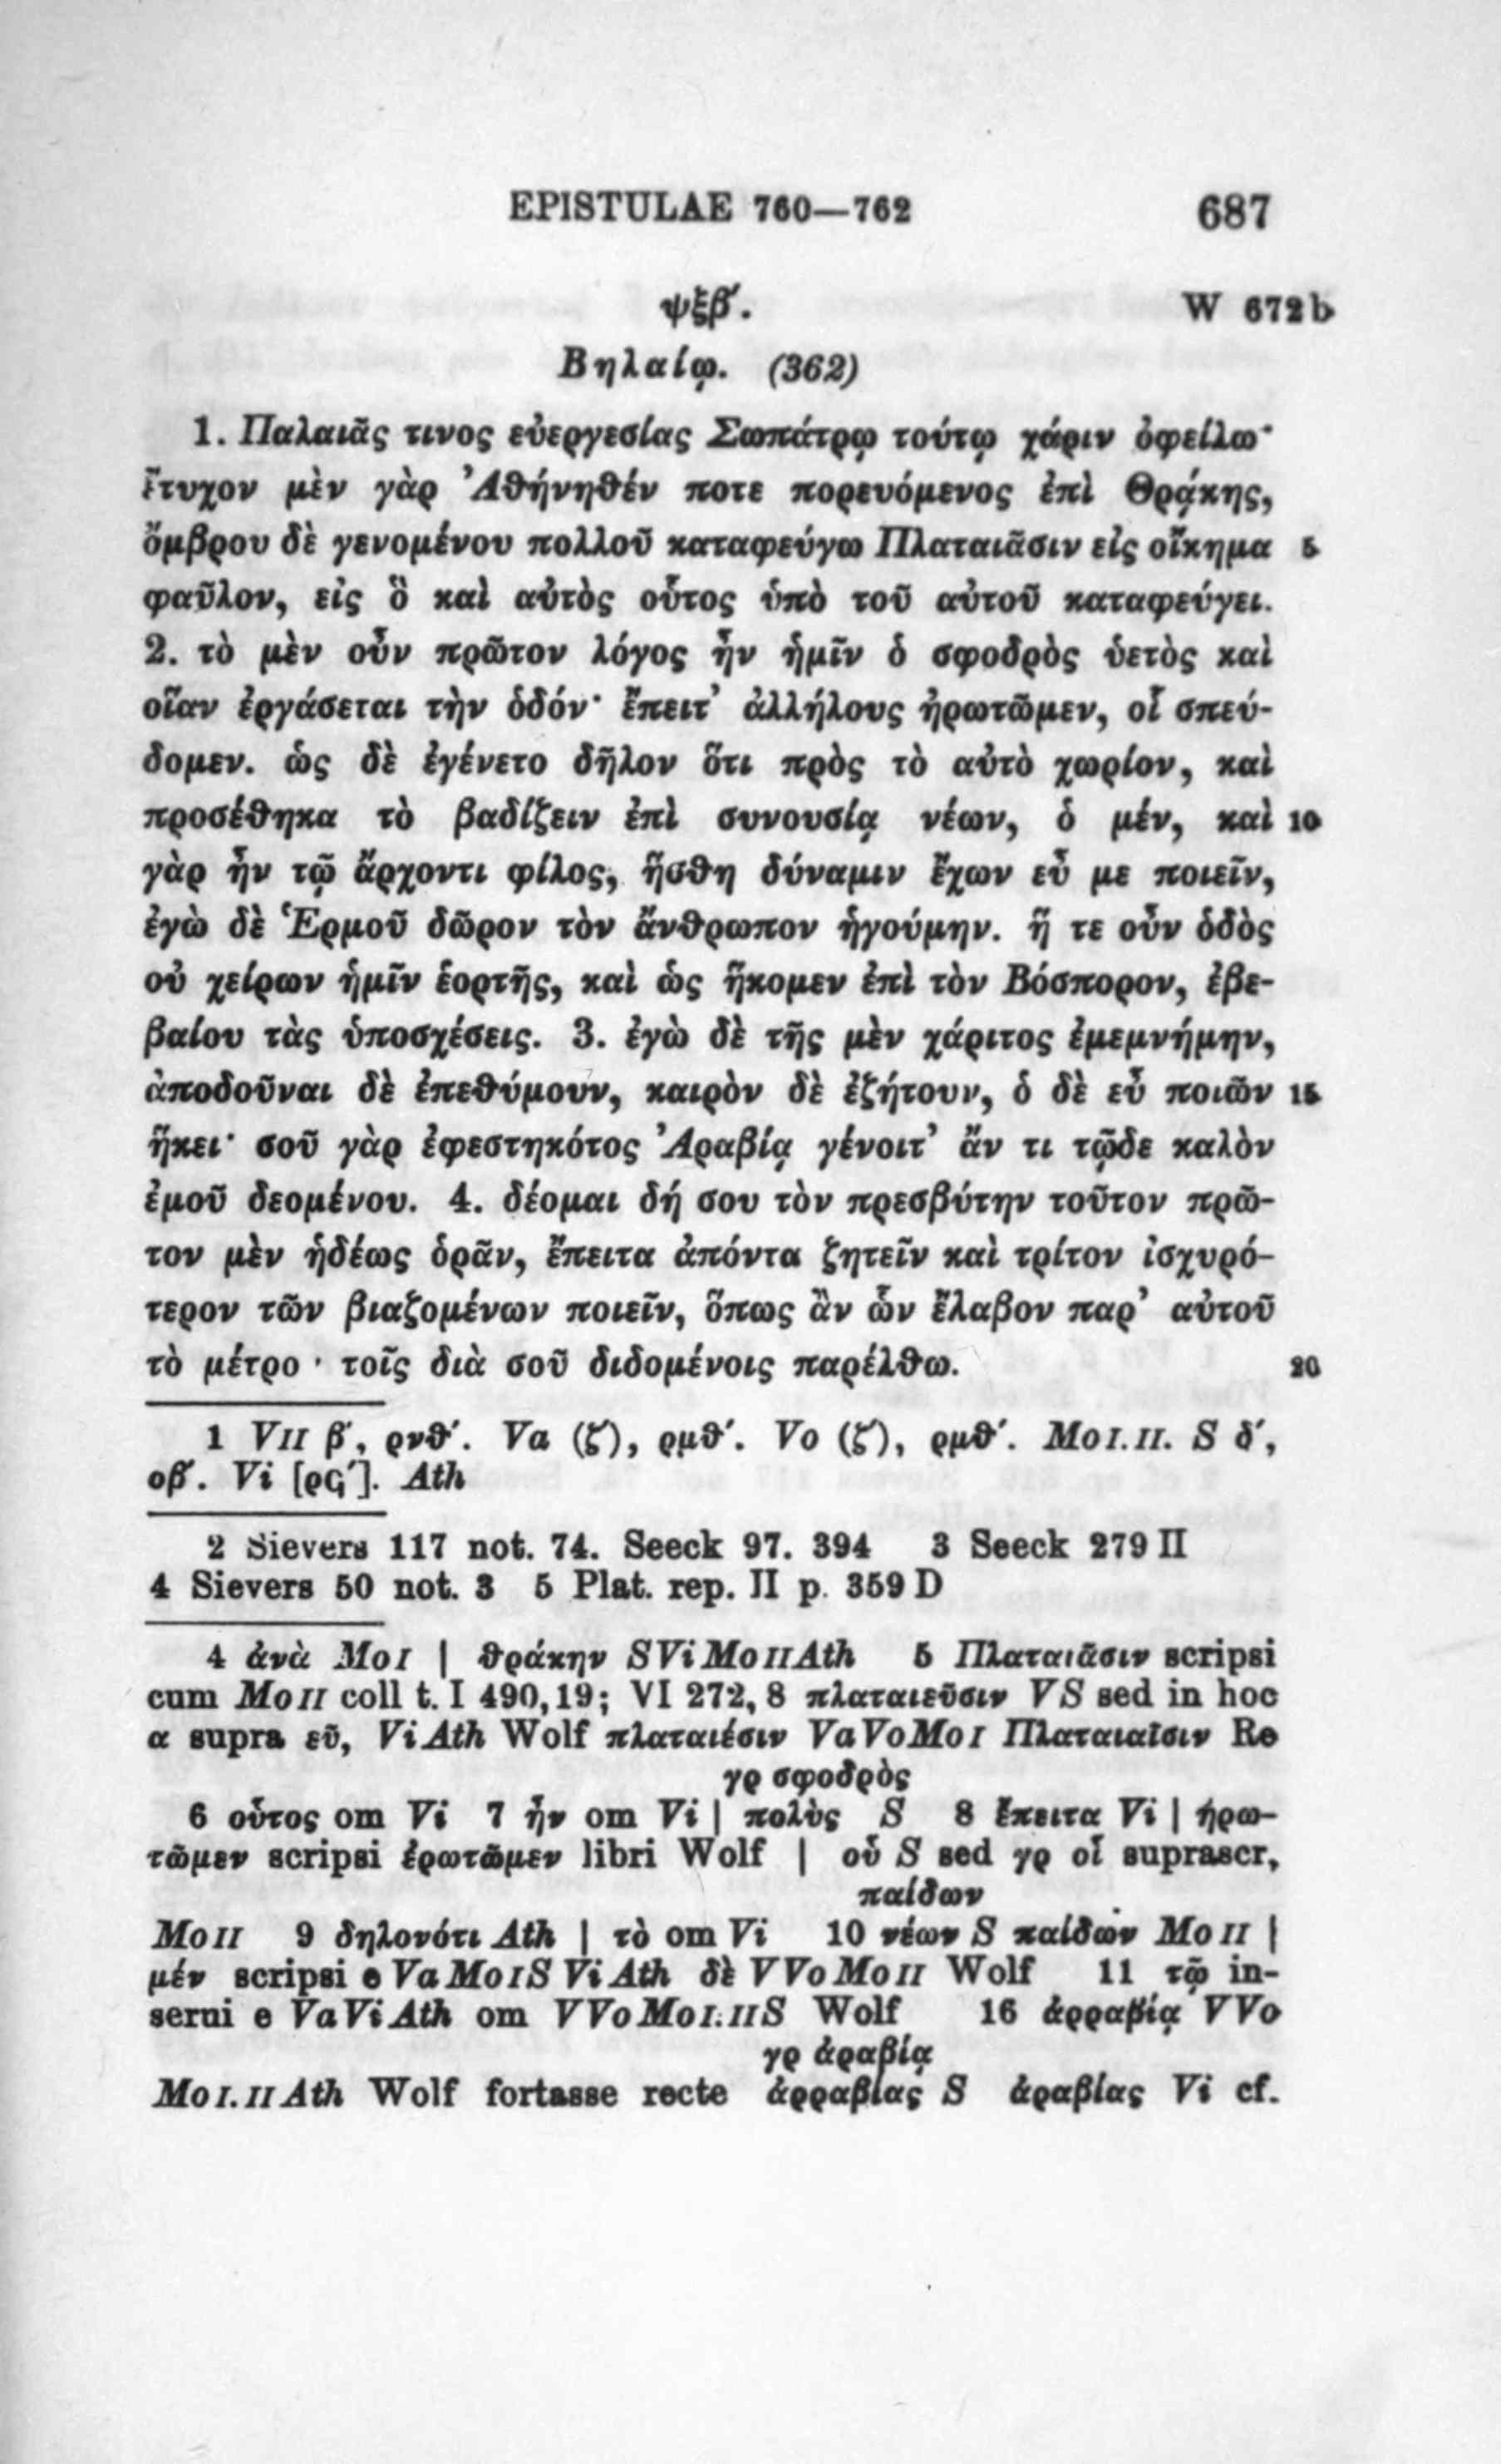 EPISTULAE 760—762 687
ψξβ΄. W 672b
Βηλαίῳ. (362)
1. Παλαιᾶς τινος εὐεργεσίας Σωπάτρῳ τούτῳ χάριν ὀφείλω·
ἔτυχον μὲν γὰρ Ἀθήνηθέν ποτε πορευόμενος ἐπὶ Θρᾴκης,
ὄμβρου δὲ γενομένου πολλοῦ καταφεύγω Πλαταιᾶσιν εἰς οἴκημα 5
φαῦλον, εἰς ὃ καὶ αὐτὸς οὗτος ὑπὸ τοῦ αὐτοῦ καταφεύγει.
2. τὸ μὲν οὖν πρῶτον λόγος ἦν ἡμῖν ὁ σφοδρὸς ὑετὸς καὶ
οἵαν ἐργάσεται τὴν ὁδόν· ἔπειτ’ ἀλλήλους ἠρωτῶμεν, οἷ σπεύ-
δομεν. ὡς δὲ ἐγένετο δῆλον ὅτι πρὸς τὸ αὐτὸ χωρίον, καὶ
προσέθηκα τὸ βαδίζειν ἐπὶ συνουσίᾳ νέων, ὁ μέν, καὶ 10
γὰρ ἦν τῷ ἄρχοντι φίλος, ἥσθη δύναμιν ἔχων εὖ με ποιεῖν,
ἐγὼ δὲ Ἑρμοῦ δῶρον τὸν ἄνθρωπον ἡγούμην. ἥ τε οὖν ὁδὸς
οὐ χείρων ἡμῖν ἑορτῆς, καὶ ὡς ἥκομεν ἐπὶ τὸν Βόσπορον, ἐβε-
βαίου τὰς ὑποσχέσεις. 3. ἐγὼ δὲ τῆς μὲν χάριτος ἐμεμνήμην,
ἀποδοῦναι δὲ ἐπεθύμουν, καιρὸν δὲ ἐζήτουν, ὁ δὲ εὖ ποιῶν 15
ἥκει· σοῦ γὰρ ἐφεστηκότος Ἀραβίᾳ γένοιτ’ ἄν τι τῷδε καλὸν
ἐμοῦ δεομένου. 4. δέομαι δή σου τὸν πρεσβύτην τοῦτον πρῶ-
τον μὲν ἡδέως ὁρᾶν, ἔπειτα ἀπόντα ζητεῖν καὶ τρίτον ἰσχυρό-
τερον τῶν βιαζομένων ποιεῖν, ὅπως ἂν ὧν ἔλαβον παρ’ αὐτοῦ
τὸ μέτρο· τοῖς διὰ σοῦ διδομένοις παρέλθω. 20
1 VII β΄, ρνθ΄. Va (ζ΄), ρμθ΄. Vo (ζ΄), ρμθ΄. Mo I. II. S δ΄,
οβ΄. Vi [ρϛ΄]. Ath
2 Sievers 117 not. 74. Seeck 97. 394 3 Seeck 279 II
4 Sievers 50 not. 3 5 Plat. rep. II p. 359 D
4 ἀνὰ Mo I | θράκην S Vi Mo II Ath 5 Πλαταιᾶσιν scripsi
cum Mo II coll t. I 490,19; VI 272, 8 πλαταιεῦσιν VS sed in hoc
α supra εῦ, Vi Ath Wolf πλαταιέσιν Va Vo Mo I Πλαταιαῖσιν Re
γρ σφοδρὸς
6 οὗτος om Vi 7 ἦν om Vi | πολὺς S 8 ἔπειτα Vi | ἠρω-
τῶμεν scripsi ἐρωτῶμεν libri Wolf | οὗ S sed γρ οἷ suprascr,
παίδων
Mo II 9 δηλονότι Ath | τὸ om Vi 10 νέων S παίδων Mo II |
μέν scripsi e Va Mo I S Vi Ath δὲ V Vo Mo II Wolf 11 τῷ in-
serui e Va Vi Ath om V Vo Mo I. II S Wolf 16 ἀρραβίᾳ V Vo
γρ ἀραβίᾳ
Mo I. II Ath Wolf fortasse recte ἀρραβίας S ἀραβίας Vi cf.